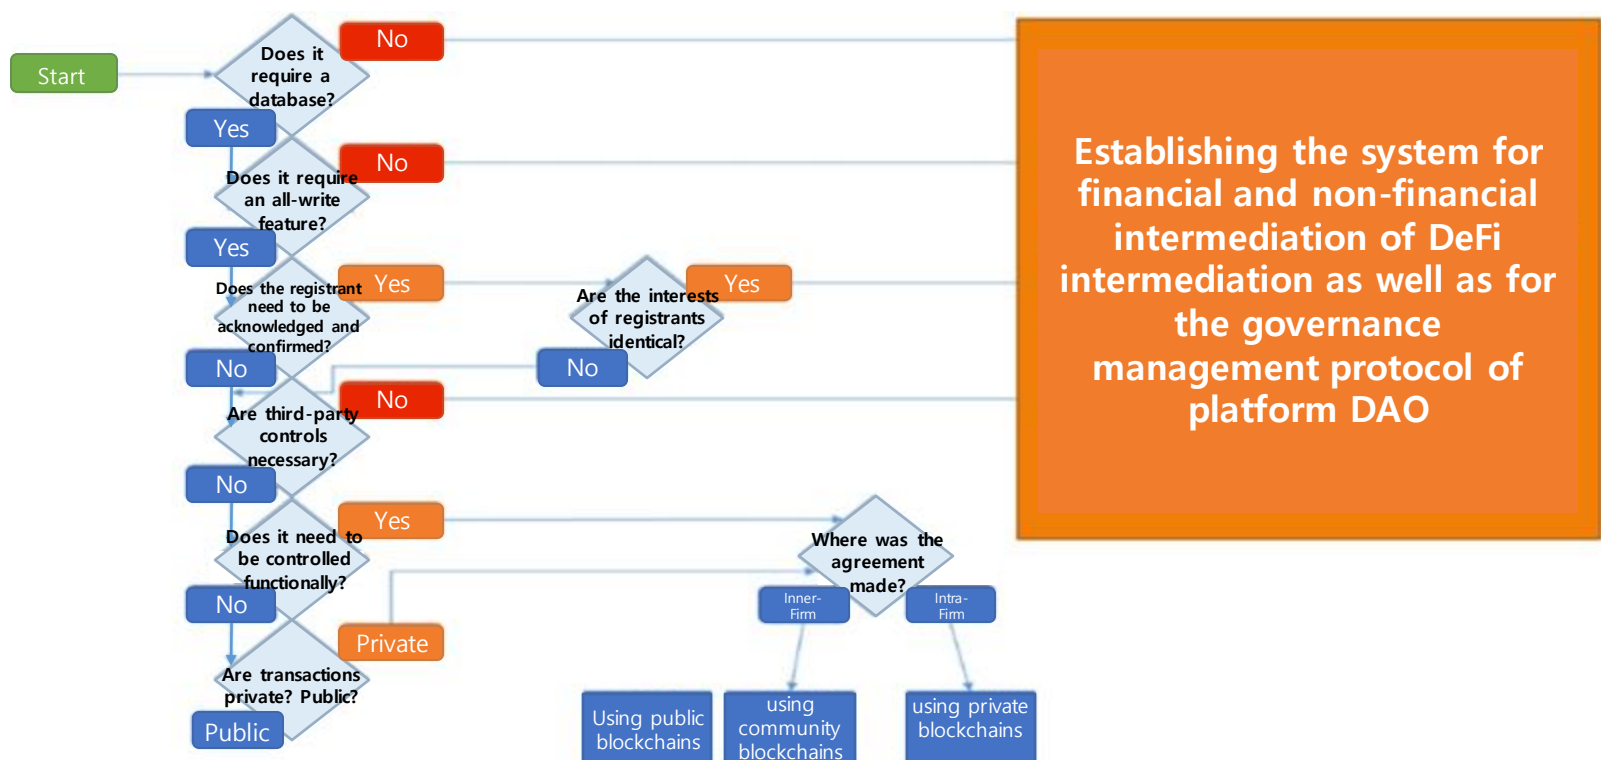 Start
Does it
require a
database?
No
Yes
Does it require
an all-write
feature?
No
Yes
Does the registrant
need to be
acknowledged and
confirmed?
Yes
Are the interests
of registrants
identical?
Yes
No
No
Are third-party
controls
necessary?
No
No
Does it need to
be controlled
functionally?
Yes
No
Are transactions
private? Public?
Private
Public
Where was the
agreement
made?
Inner-
Firm
Intra-
Firm
Using public
blockchains
using
community
blockchains
using private
blockchains
Establishing the system for
financial and non-financial
intermediation of DeFi
intermediation as well as for
the governance
management protocol of
platform DAO